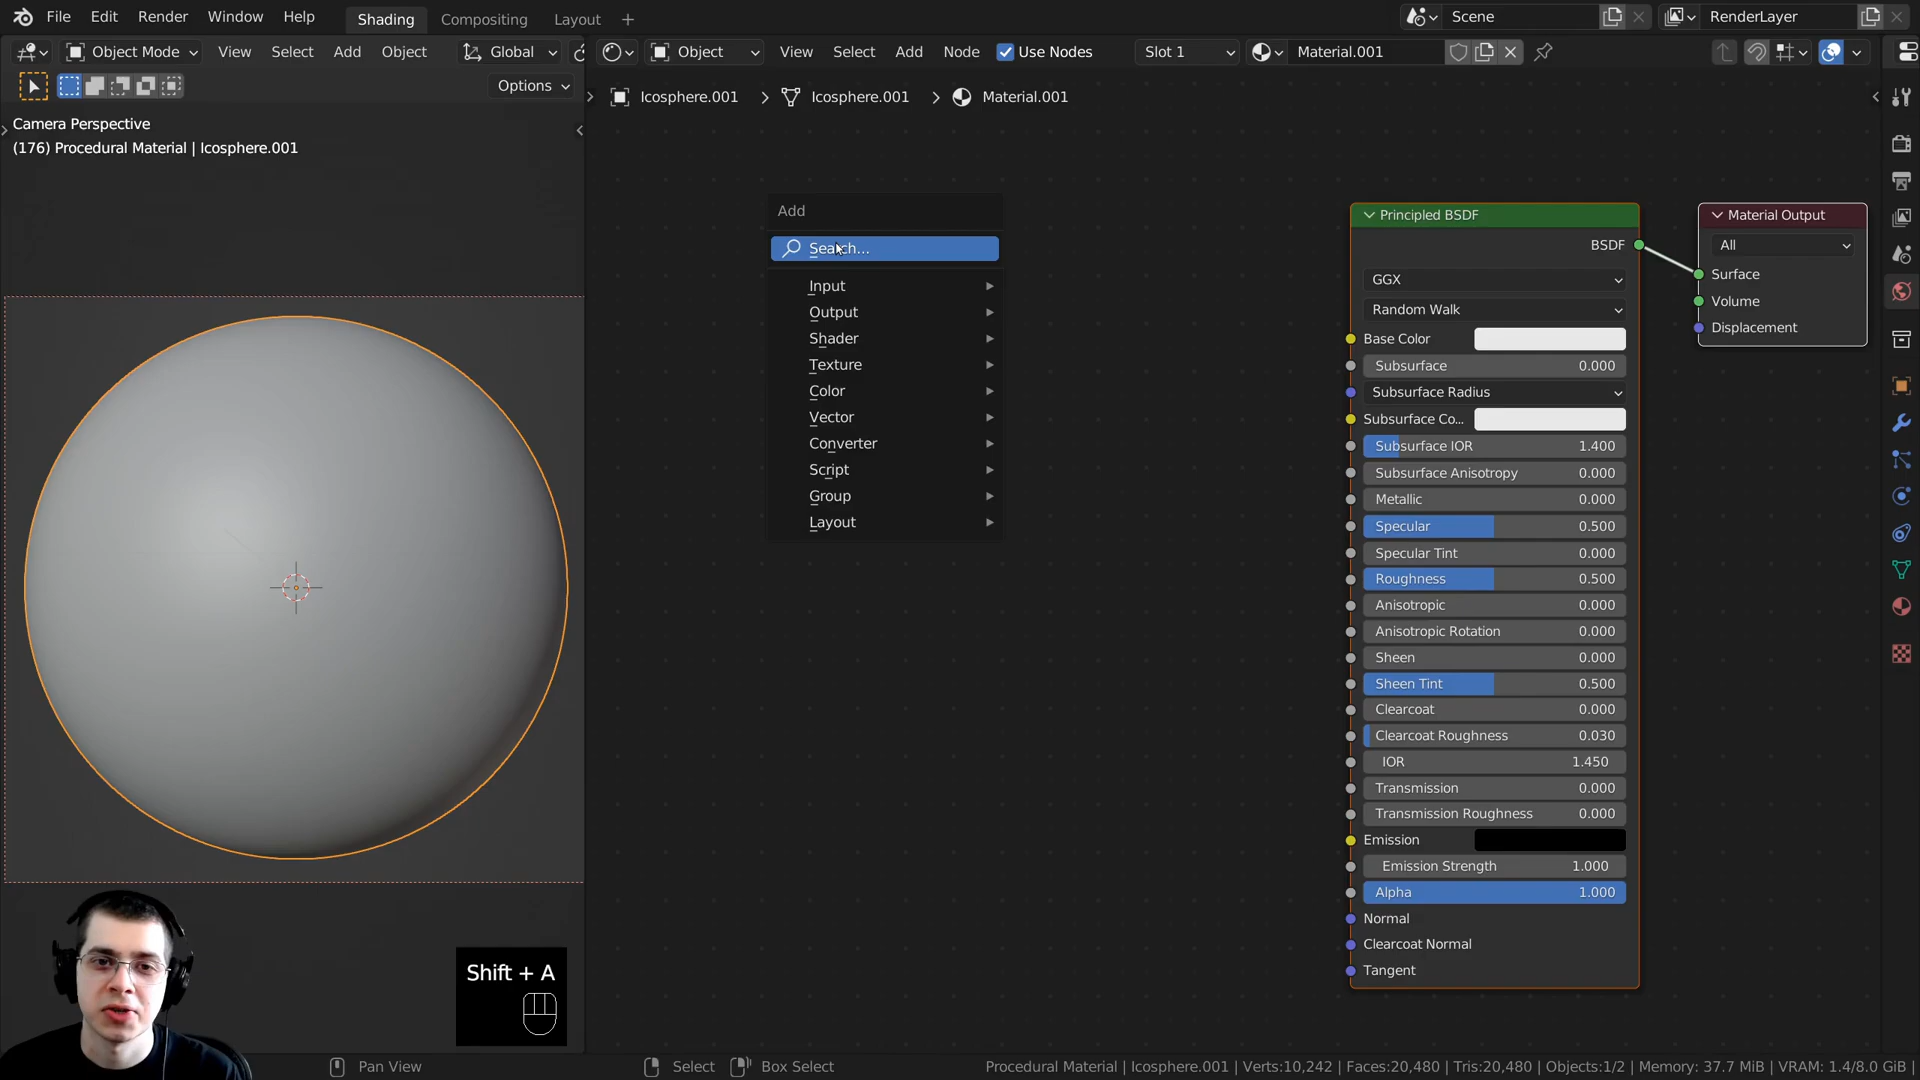 File Edit Render Window Help Shading Compositing Layout + Scene RenderLayer
Object Mode View Select Add Object Global Object View Select Add Node Use Nodes Slot 1 Material.001
Options
Icosphere.001 > Icosphere.001 > Material.001
Camera Perspective
(176) Procedural Material | Icosphere.001
Add
Search...
Input
Output
Shader
Texture
Color
Vector
Converter
Script
Group
Layout
Principled BSDF
BSDF
GGX
Random Walk
Base Color
Subsurface 0.000
Subsurface Radius
Subsurface Co...
Subsurface IOR 1.400
Subsurface Anisotropy 0.000
Metallic 0.000
Specular 0.500
Specular Tint 0.000
Roughness 0.500
Anisotropic 0.000
Anisotropic Rotation 0.000
Sheen 0.000
Sheen Tint 0.500
Clearcoat 0.000
Clearcoat Roughness 0.030
IOR 1.450
Transmission 0.000
Transmission Roughness 0.000
Emission
Emission Strength 1.000
Alpha 1.000
Normal
Clearcoat Normal
Tangent
Material Output
All
Surface
Volume
Displacement
Shift + A
Pan View Select Box Select Procedural Material | Icosphere.001 | Verts:10,242 | Faces:20,480 | Tris:20,480 | Objects:1/2 | Memory: 37.7 MiB | VRAM: 1.4/8.0 GiB